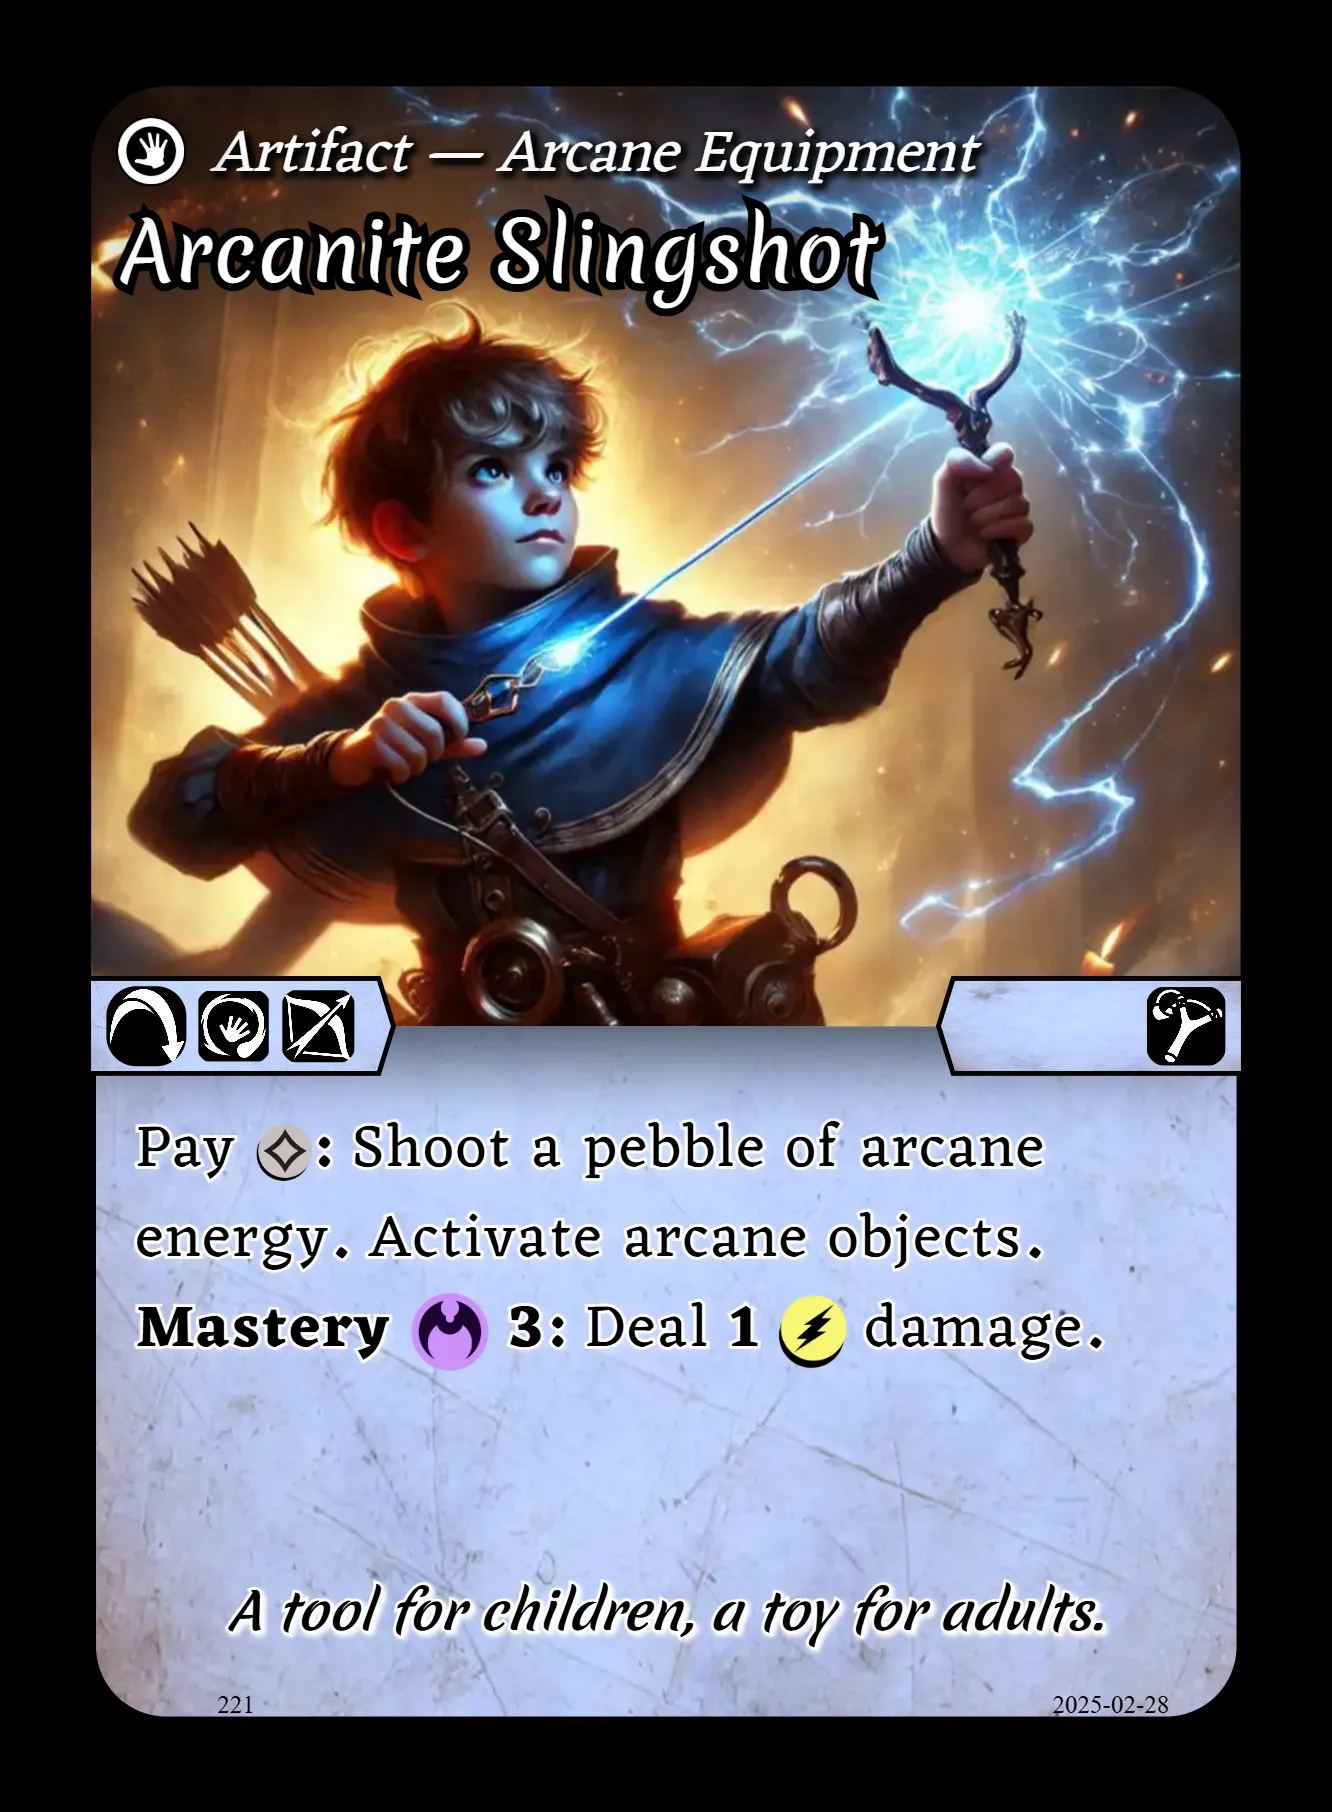 Artifact — Arcane Equipment
Arcanite Slingshot
Pay : Shoot a pebble of arcane
energy. Activate arcane objects.
Mastery 3: Deal 1 damage.
A tool for children, a toy for adults.
221
2025-02-28